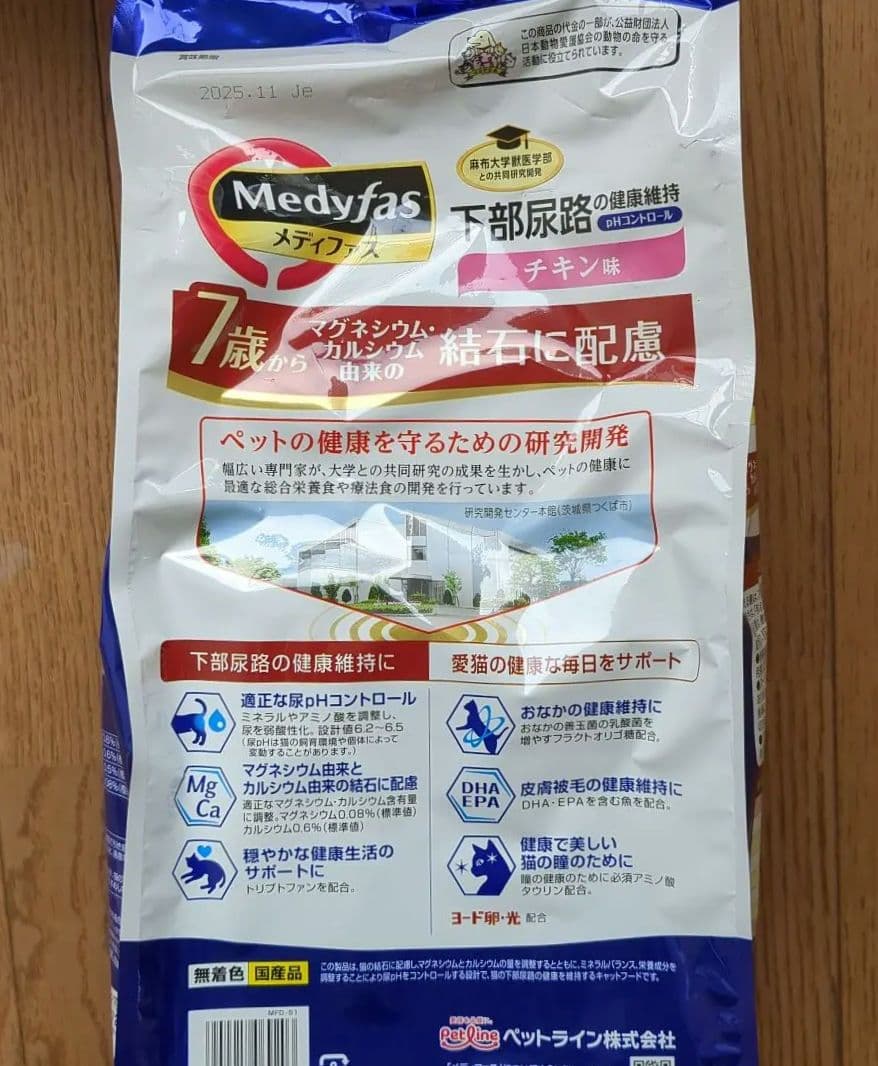 この商品の代金の一部が、公益財団法人
日本動物愛護協会の動物の命を守る
活動に役立てられています。
賞味期限
2025.11 Je
麻布大学獣医学部
との共同研究開発
Medyfas
メディファス
下部尿路の健康維持
pHコントロール
チキン味
7歳から
マグネシウム・
カルシウム
由来の
結石に配慮
ペットの健康を守るための研究開発
幅広い専門家が、大学との共同研究の成果を生かし、ペットの健康に
最適な総合栄養食や療法食の開発を行っています。
研究開発センター本館(茨城県つくば市)
下部尿路の健康維持に
適正な尿pHコントロール
ミネラルやアミノ酸を調整し、
尿を弱酸性化。設計値6.2~6.5
(尿pHは猫の飼育環境や個体によって
変動することがあります。)
Mg
Ca
マグネシウム由来と
カルシウム由来の結石に配慮
適正なマグネシウム・カルシウム含有量
に調整。マグネシウム0.08%(標準値)
カルシウム0.6%(標準値)
穏やかな健康生活の
サポートに
トリプトファンを配合。
愛猫の健康な毎日をサポート
おなかの健康維持に
おなかの善玉菌の乳酸菌を
増やすフラクトオリゴ糖配合。
DHA
EPA
皮膚被毛の健康維持に
DHA・EPAを含む魚を配合。
健康で美しい
猫の瞳のために
瞳の健康のために必須アミノ酸
タウリン配合。
ヨード卵・光 配合
無着色 国産品
この製品は、猫の結石に配慮しマグネシウムとカルシウムの量を調整するとともに、ミネラルバランス、栄養成分を
調整することにより尿pHをコントロールする設計で、猫の下部尿路の健康を維持するキャットフードです。
MFD-61
Petline
ペットライン株式会社